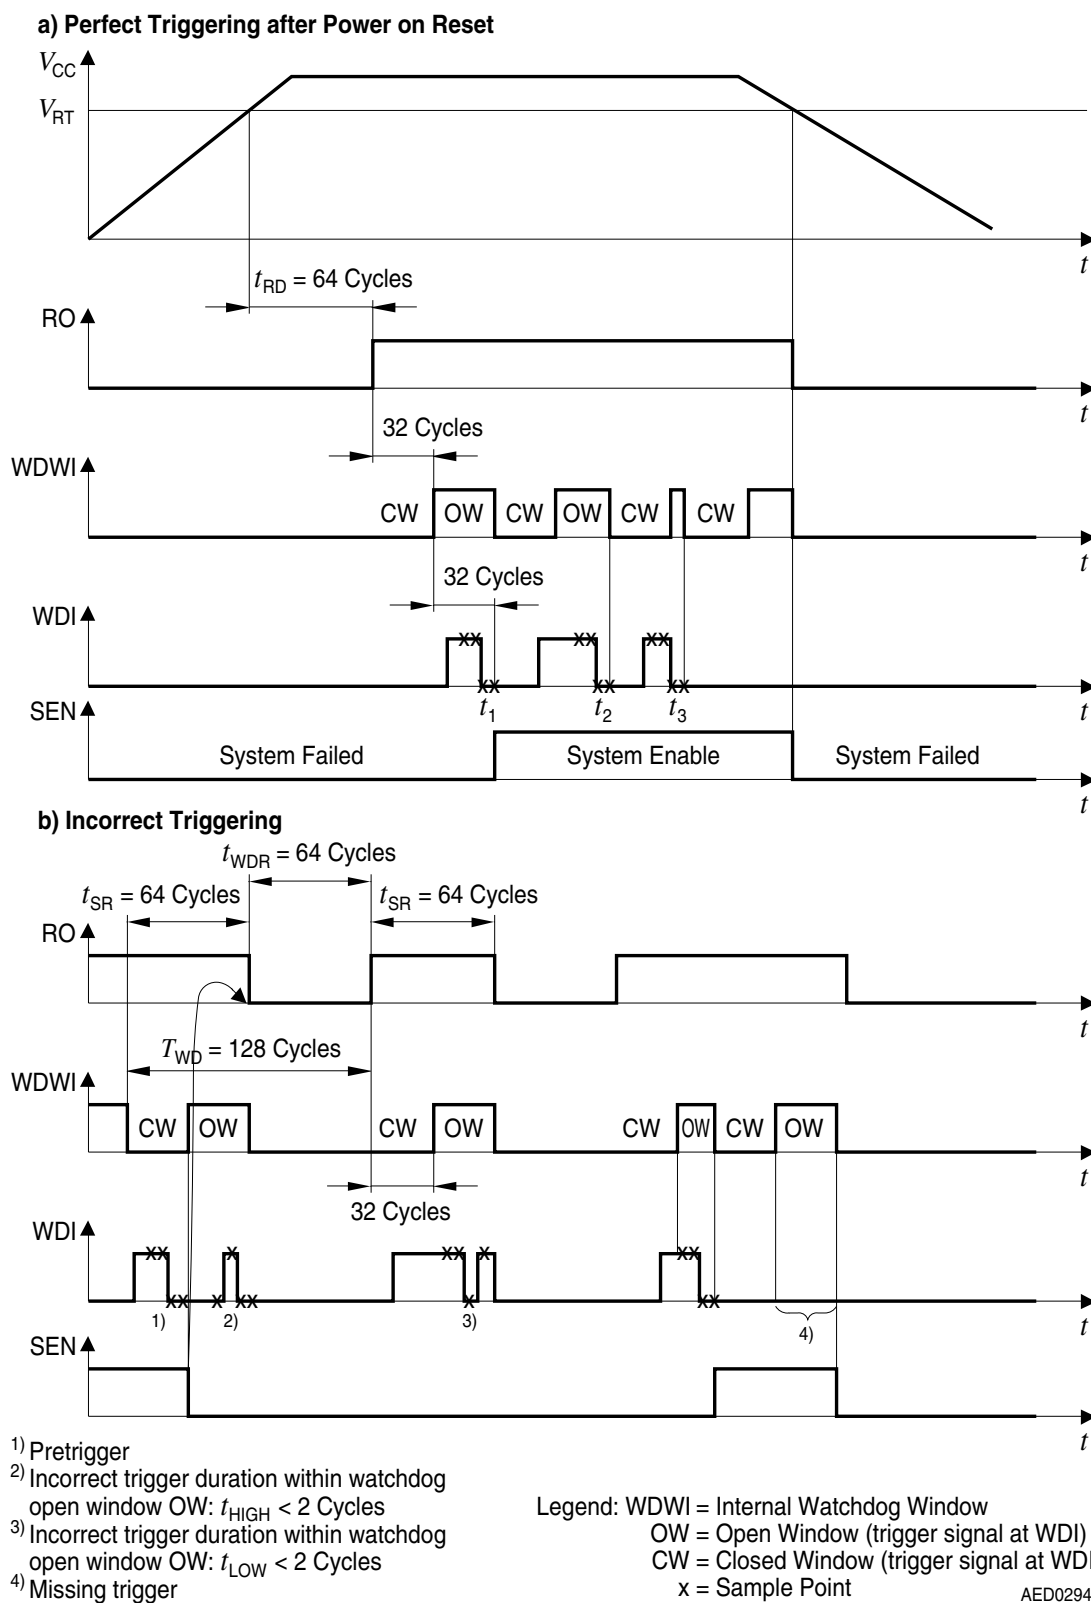 a) Perfect Triggering after Power on Reset
VCC
VRT
t
tRD = 64 Cycles
RO
t
32 Cycles
WDWI
CW OW CW OW CW CW
t
32 Cycles
WDI
t
t1 t2 t3
SEN
System Failed System Enable System Failed
t
b) Incorrect Triggering
tWDR = 64 Cycles
tSR = 64 Cycles tSR = 64 Cycles
RO
t
TWD = 128 Cycles
WDWI
CW OW CW OW CW OW CW OW
t
32 Cycles
WDI
1) 2) 3) 4)
t
SEN
t
1) Pretrigger
2) Incorrect trigger duration within watchdog
open window OW: tHIGH < 2 Cycles
3) Incorrect trigger duration within watchdog
open window OW: tLOW < 2 Cycles
4) Missing trigger
Legend: WDWI = Internal Watchdog Window
OW = Open Window (trigger signal at WDI)
CW = Closed Window (trigger signal at WD
x = Sample Point
AED0294